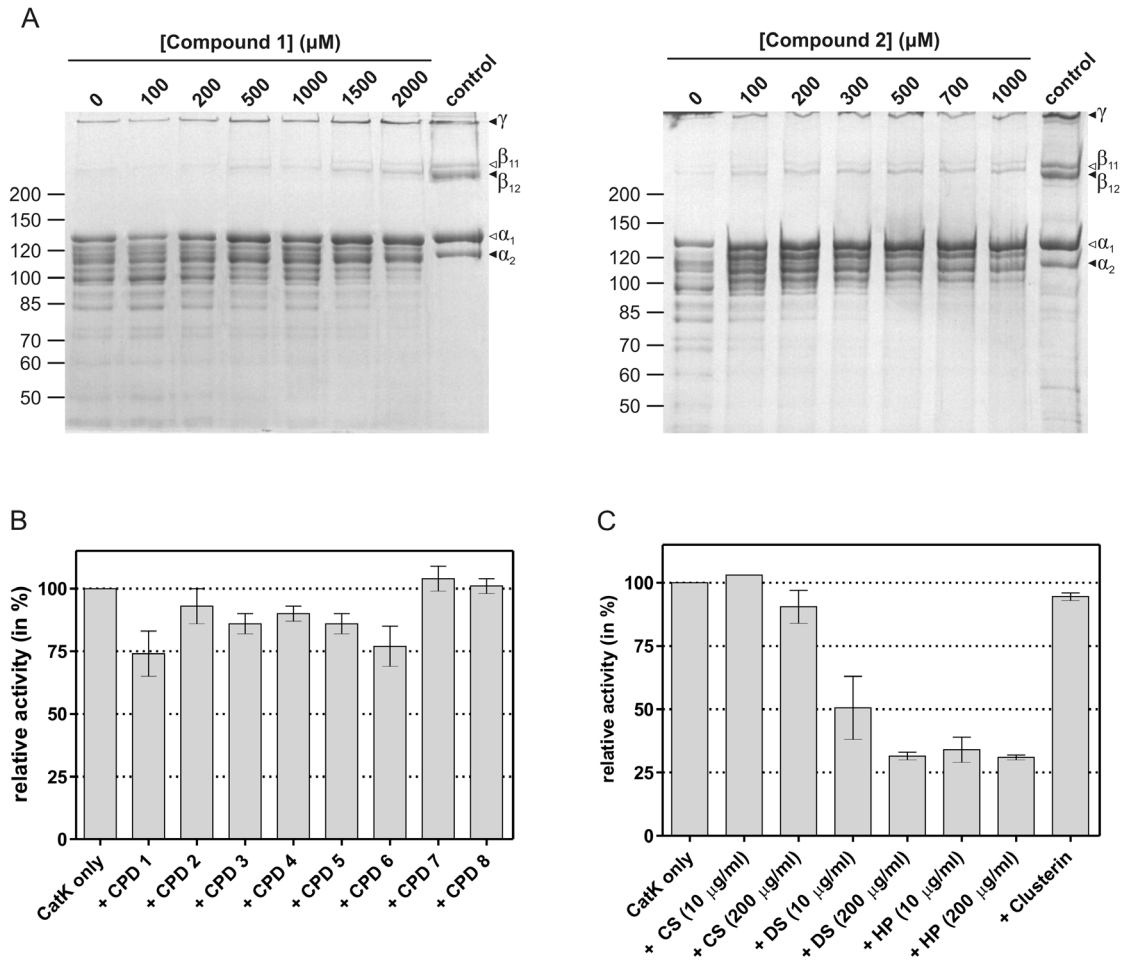 A
[Compound 1] (µM)
0 100 200 500 1000 1500 2000 control
γ
β11
β12
α1
α2
200
150
120
100
85
70
60
50
[Compound 2] (µM)
0 100 200 300 500 700 1000 control
γ
β11
β12
α1
α2
200
150
120
100
85
70
60
50
B
relative activity (in %)
100
75
50
25
0
CatK only
+ CPD 1
+ CPD 2
+ CPD 3
+ CPD 4
+ CPD 5
+ CPD 6
+ CPD 7
+ CPD 8
C
relative activity (in %)
100
75
50
25
0
CatK only
+ CS (10 µg/ml)
+ CS (200 µg/ml)
+ DS (10 µg/ml)
+ DS (200 µg/ml)
+ HP (10 µg/ml)
+ HP (200 µg/ml)
+ Clusterin